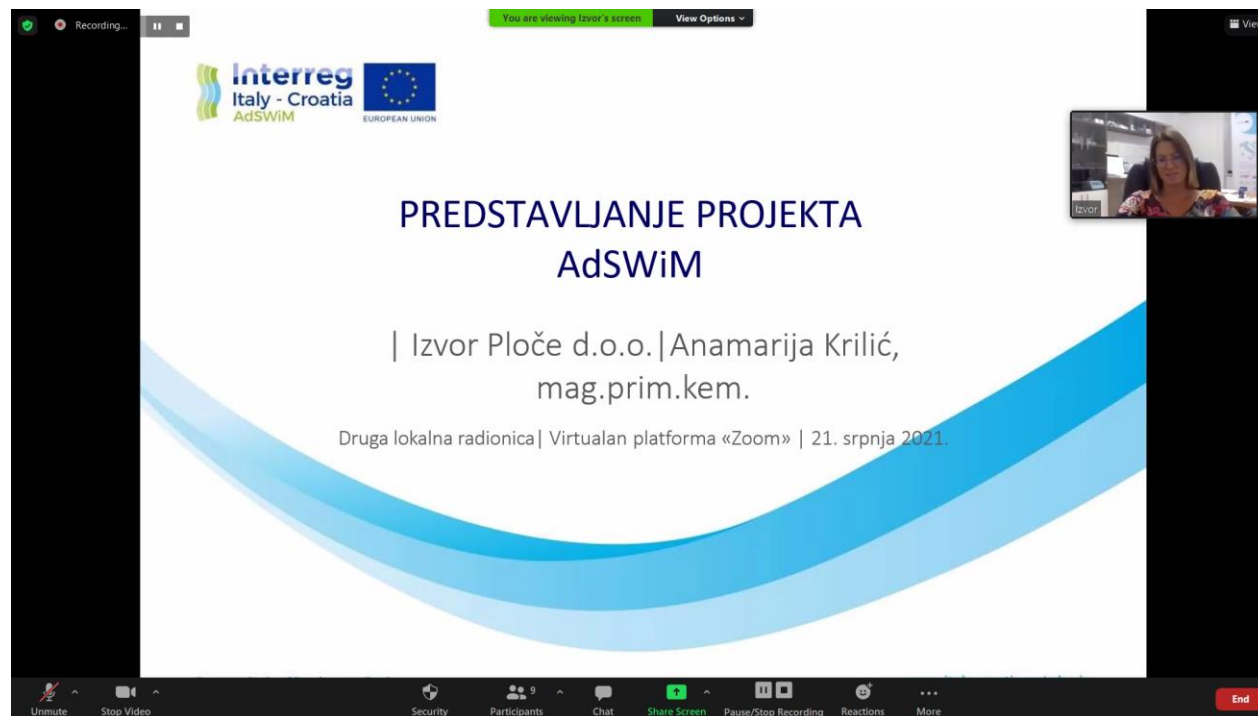 Recording...
You are viewing Izvor's screen
View Options
View
Interreg
Italy - Croatia
AdSWiM
EUROPEAN UNION
Izvor
PREDSTAVLJANJE PROJEKTA
AdSWiM
| Izvor Ploče d.o.o.|Anamarija Krilić,
mag.prim.kem.
Druga lokalna radionica| Virtualan platforma «Zoom» | 21. srpnja 2021.
Unmute
Stop Video
Security
9
Participants
Chat
Share Screen
Pause/Stop Recording
Reactions
More
End